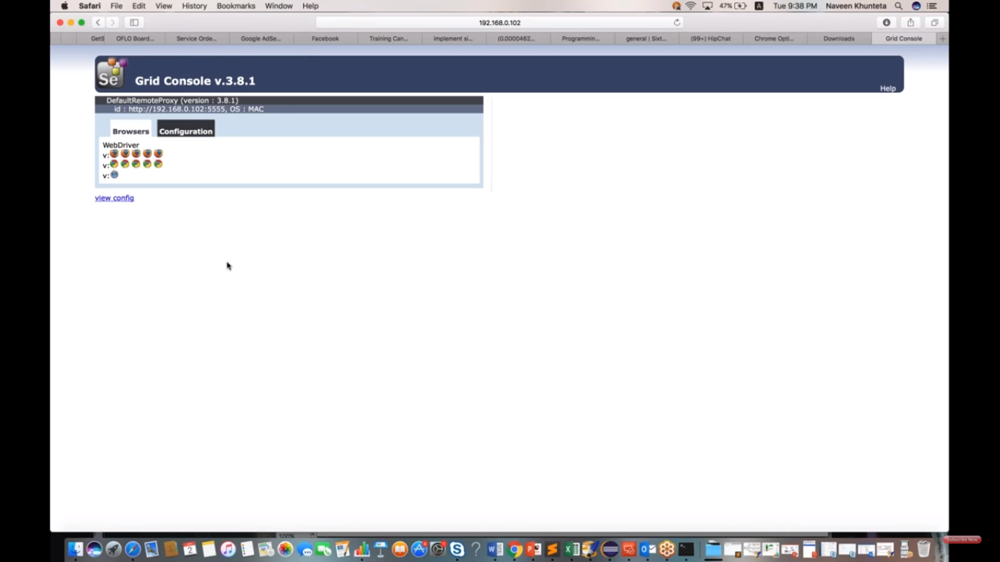 Safari File Edit View History Bookmarks Window Help 47% A Tue 9:38 PM Naveen Khunteta
192.168.0.102
GetS OFLO Board... Service Orde... Google AdSe... Facebook Training Can... implement si... (0.0000462... Programmin... general | Sixt... (99+) HipChat Chrome Opti... Downloads Grid Console
Se Grid Console v.3.8.1
Help
DefaultRemoteProxy (version : 3.8.1)
id : http://192.168.0.102:5555, OS : MAC
Browsers Configuration
WebDriver
v:
v:
v:
view config
100%
Subscribe Now